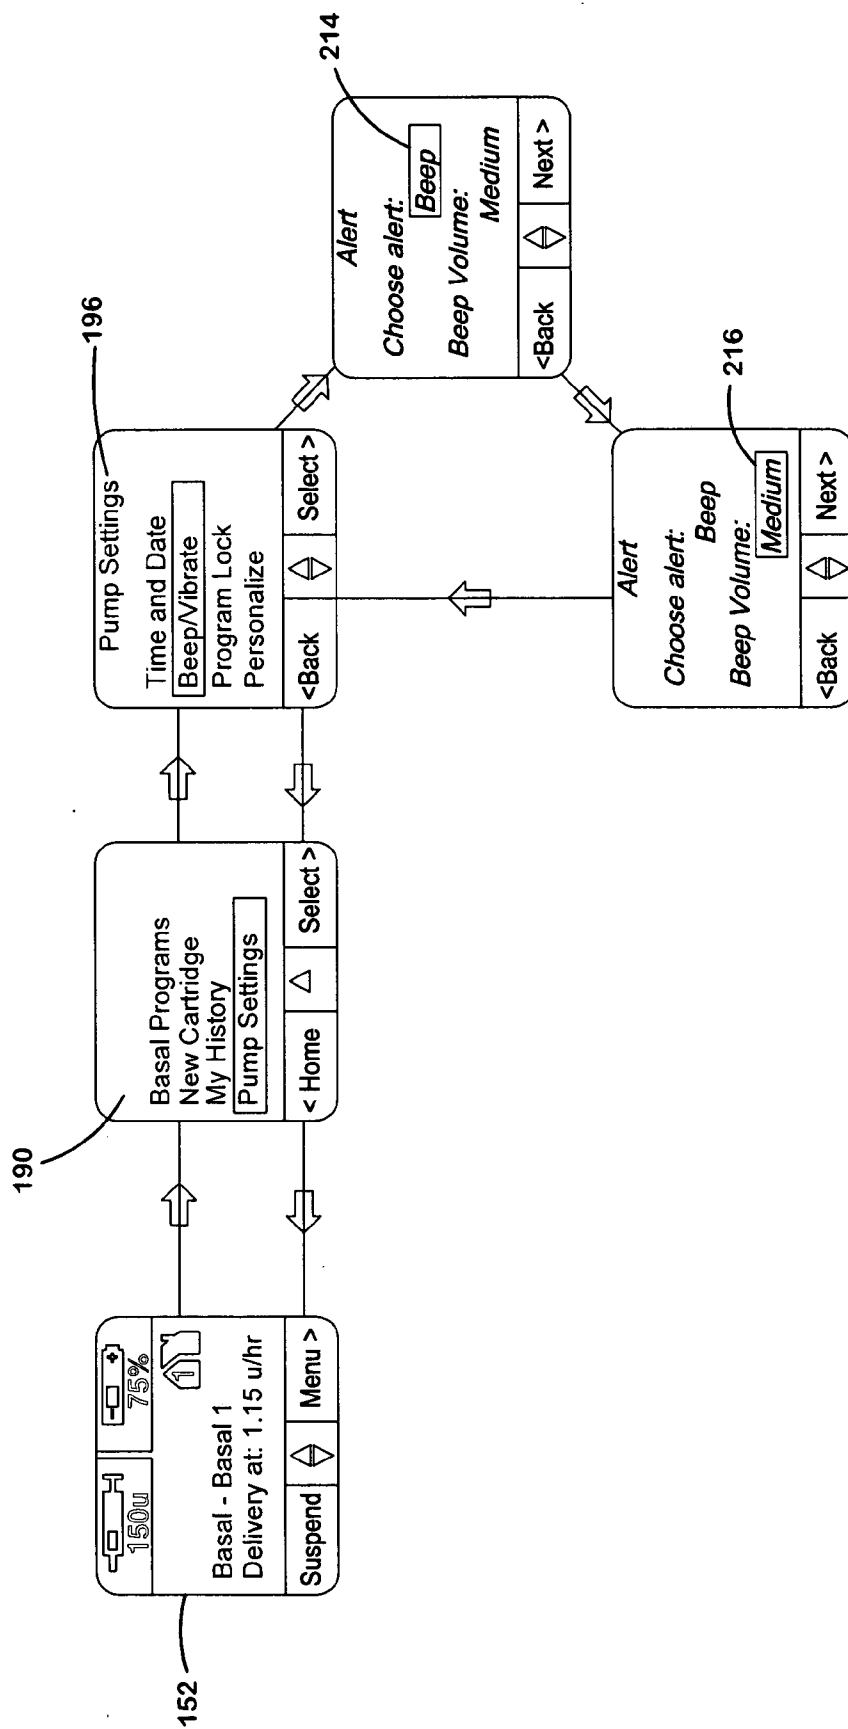 152
150u
75%
1
Basal - Basal 1
Delivery at: 1.15 u/hr
Suspend
Menu >
190
Basal Programs
New Cartridge
My History
Pump Settings
< Home
Select >
196
Pump Settings
Time and Date
Beep/Vibrate
Program Lock
Personalize
<Back
Select >
214
Alert
Choose alert:
Beep
Beep Volume:
Medium
<Back
Next >
216
Alert
Choose alert:
Beep
Beep Volume:
Medium
<Back
Next >